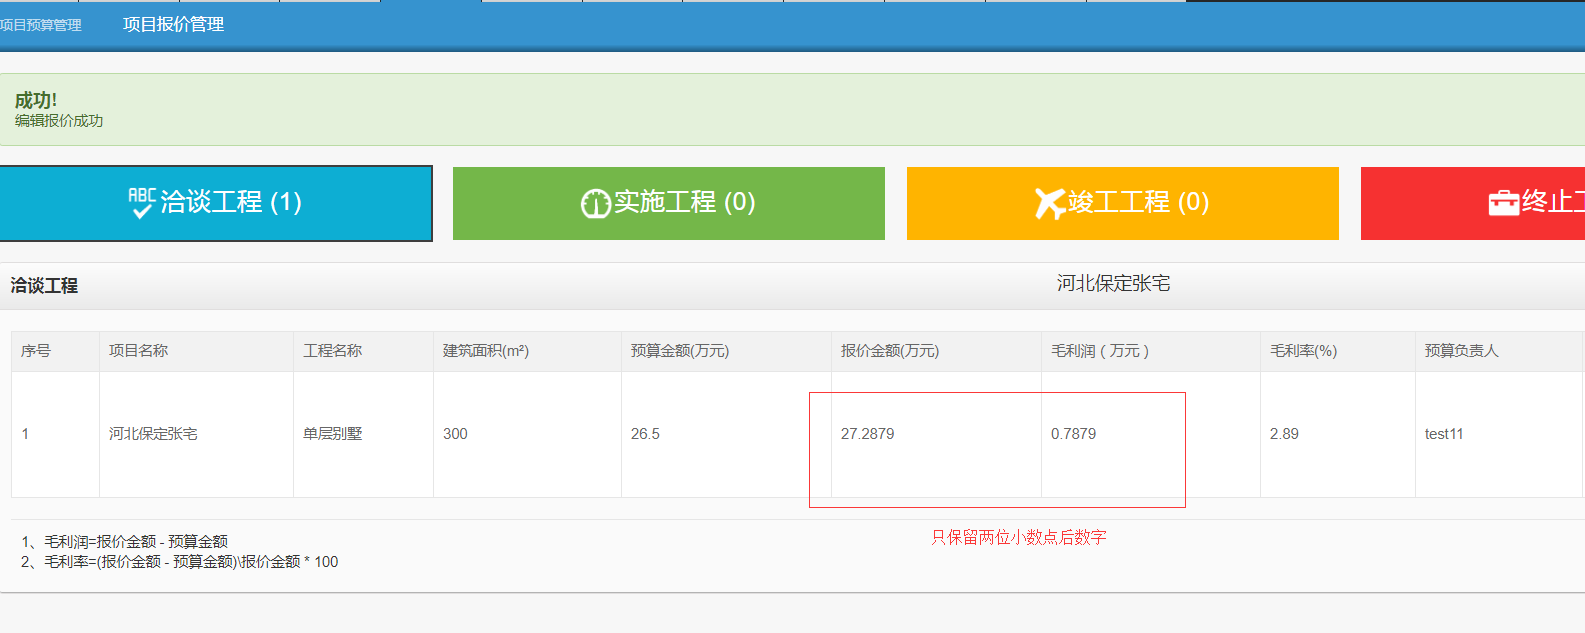 项目预算管理 项目报价管理
成功!
编辑报价成功
ABC 洽谈工程 (1) 实施工程 (0) 竣工工程 (0) 终止
洽谈工程 河北保定张宅
序号 项目名称 工程名称 建筑面积(m²) 预算金额(万元) 报价金额(万元) 毛利润 ( 万元 ) 毛利率(%) 预算负责人
1 河北保定张宅 单层别墅 300 26.5 27.2879 0.7879 2.89 test11
只保留两位小数点后数字
1、毛利润=报价金额 - 预算金额
2、毛利率=(报价金额 - 预算金额)\报价金额 * 100